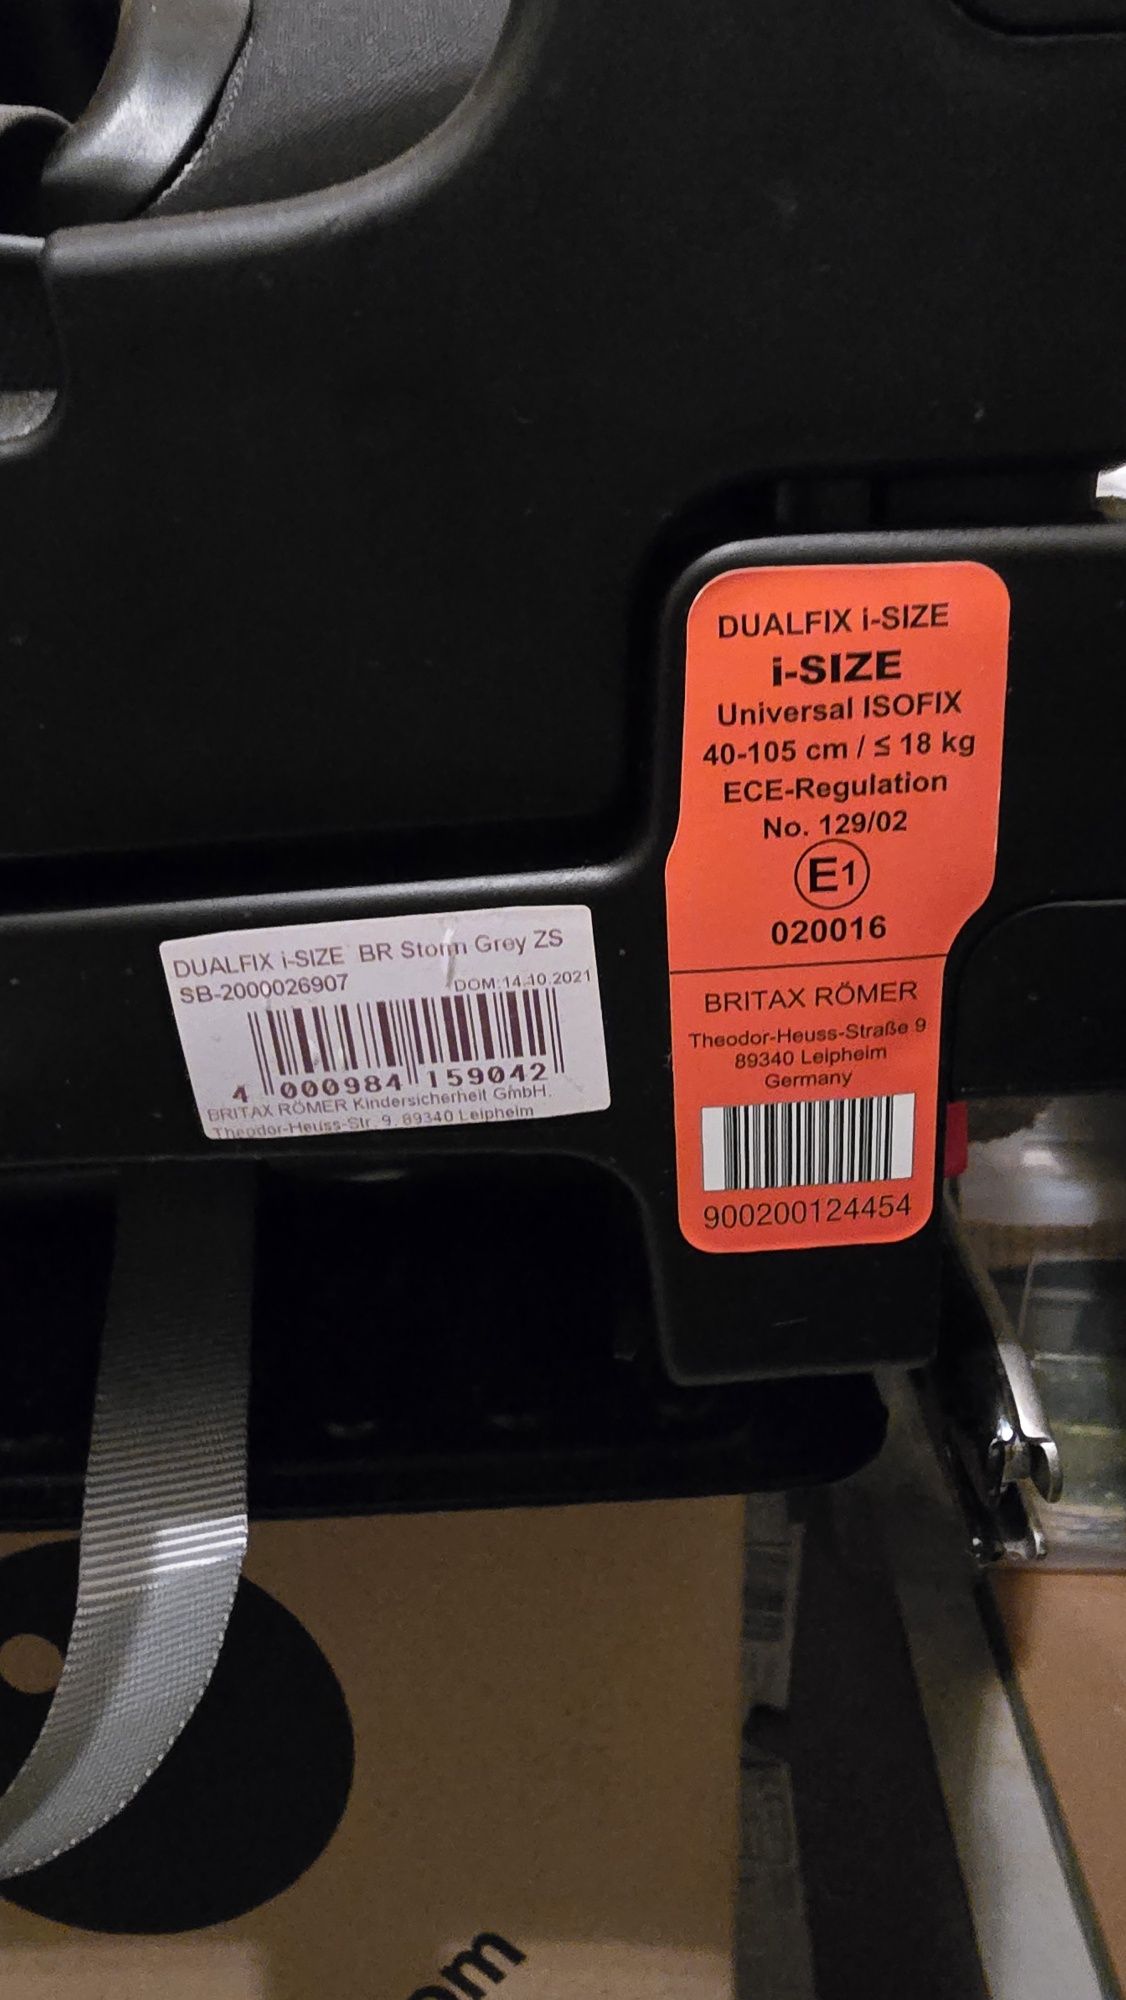 DUALFIX i-SIZE
i-SIZE
Universal ISOFIX
40-105 cm / ≤ 18 kg
ECE-Regulation
No. 129/02
E1
020016
BRITAX RÖMER
Theodor-Heuss-Straße 9
89340 Leipheim
Germany
900200124454
DUALFIX i-SIZE BR Storm Grey ZS
SB-2000026907 DOM:14.10.2021
4 000984 159042
BRITAX RÖMER Kindersicherheit GmbH.
Theodor-Heuss-Str. 9, 89340 Leipheim
om